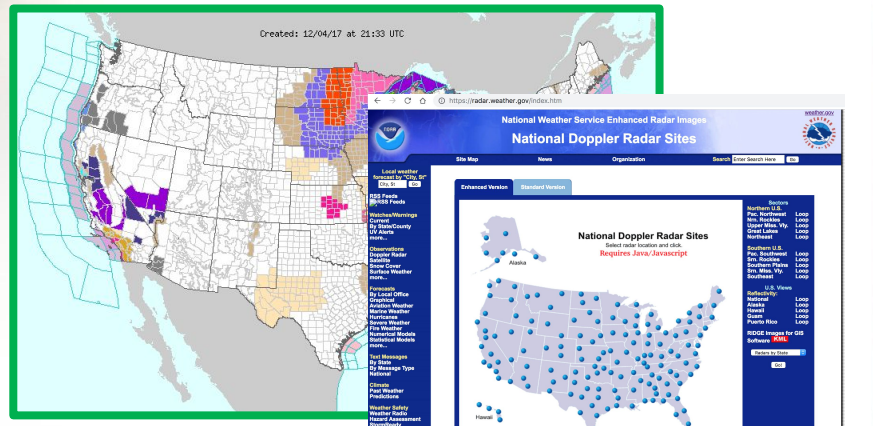 Created: 12/04/17 at 21:33 UTC
https://radar.weather.gov/index.htm
National Weather Service Enhanced Radar Images
weather.gov
National Doppler Radar Sites
NOAA
Site Map
News
Organization
Search Enter Search Here Go
Local weather
forecast by "City, St"
City, St Go
RSS Feeds
RSS Feeds
Watches/Warnings
Current
By State/County
UV Alerts
more...
Observations
Doppler Radar
Satellite
Snow Cover
Surface Weather
more...
Forecasts
By Local Office
Graphical
Aviation Weather
Marine Weather
Hurricanes
Severe Weather
Fire Weather
Numerical Models
Statistical Models
more...
Text Messages
By State
By Message Type
National
Climate
Past Weather
Predictions
Weather Safety
Weather Radio
Hazard Assessment
StormReady
Enhanced Version
Standard Version
National Doppler Radar Sites
Select radar location and click.
Requires Java/Javascript
Alaska
Hawaii
Sectors
Northern U.S.
Pac. Northwest Loop
Nrn. Rockies Loop
Upper Miss. Vly. Loop
Great Lakes Loop
Northeast Loop
Southern U.S.
Pac. Southwest Loop
Srn. Rockies Loop
Southern Plains Loop
Srn. Miss. Vly. Loop
Southeast Loop
U.S. Views
Reflectivity:
National Loop
Alaska Loop
Hawaii Loop
Guam Loop
Puerto Rico Loop
RIDGE Images for GIS
Software KML
Radars by State
Go!